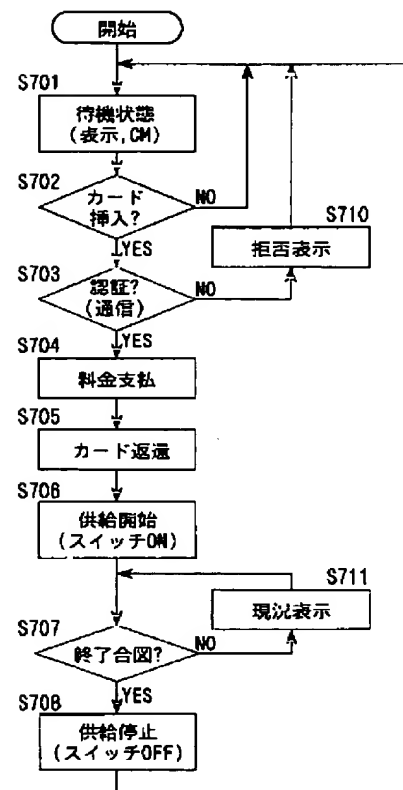 開始
S701
待機状態
(表示,CM)
S702
カード
挿入?
NO
YES
S710
拒否表示
S703
認証?
(通信)
NO
YES
S704
料金支払
S705
カード返還
S706
供給開始
(スイッチON)
S711
現況表示
S707
終了合図?
NO
YES
S708
供給停止
(スイッチOFF)